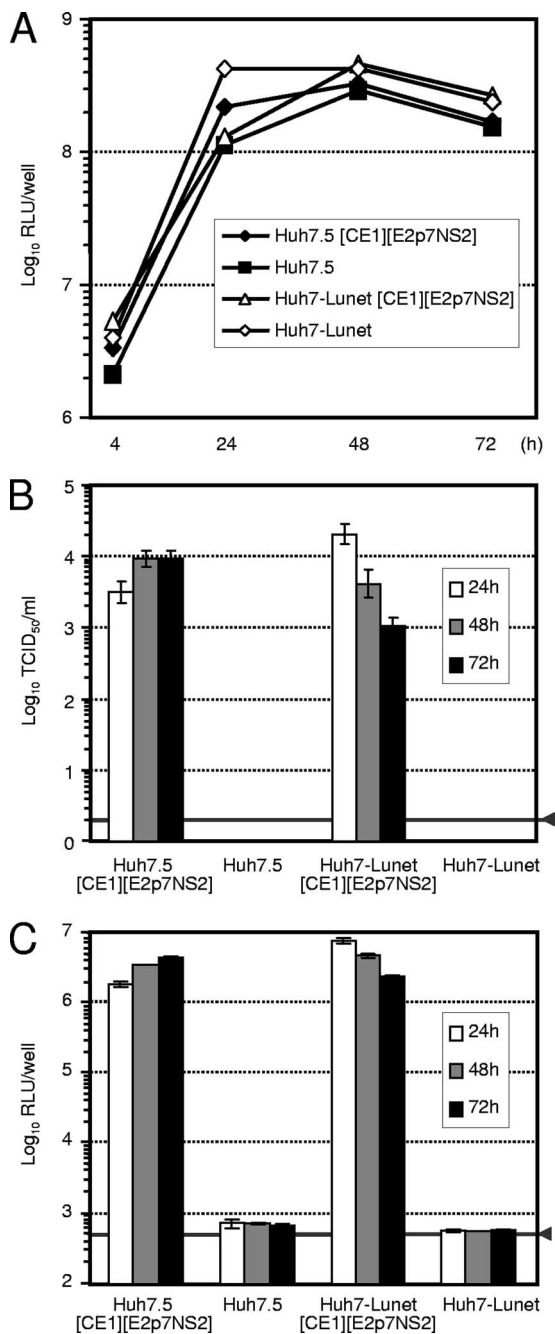 A
9
8
7
6
Log10 RLU/well
Huh7.5 [CE1][E2p7NS2]
Huh7.5
Huh7-Lunet [CE1][E2p7NS2]
Huh7-Lunet
4 24 48 72 (h)
B
5
4
3
2
1
0
Log10 TCID50/ml
24h
48h
72h
Huh7.5 Huh7.5 Huh7-Lunet Huh7-Lunet
[CE1][E2p7NS2] [CE1][E2p7NS2]
C
7
6
5
4
3
2
Log10 RLU/well
24h
48h
72h
Huh7.5 Huh7.5 Huh7-Lunet Huh7-Lunet
[CE1][E2p7NS2] [CE1][E2p7NS2]